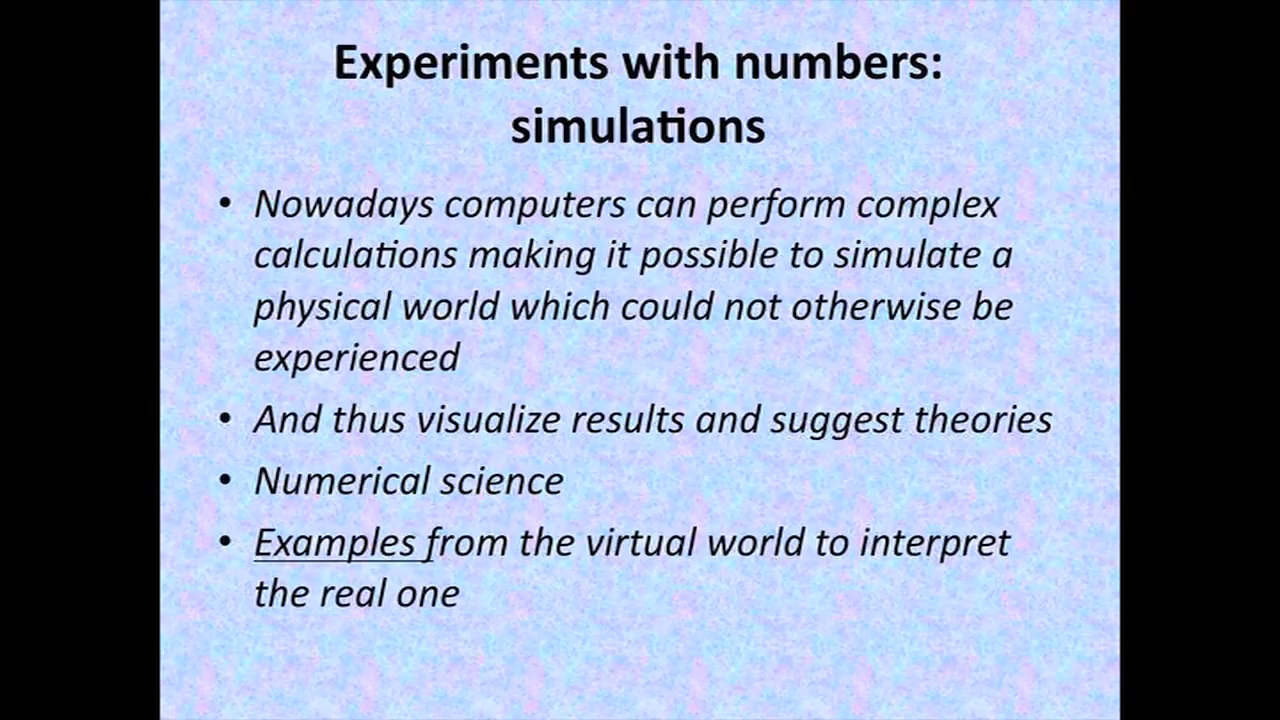 Experiments with numbers:
simulations
• Nowadays computers can perform complex
calculations making it possible to simulate a
physical world which could not otherwise be
experienced
• And thus visualize results and suggest theories
• Numerical science
• Examples from the virtual world to interpret
the real one